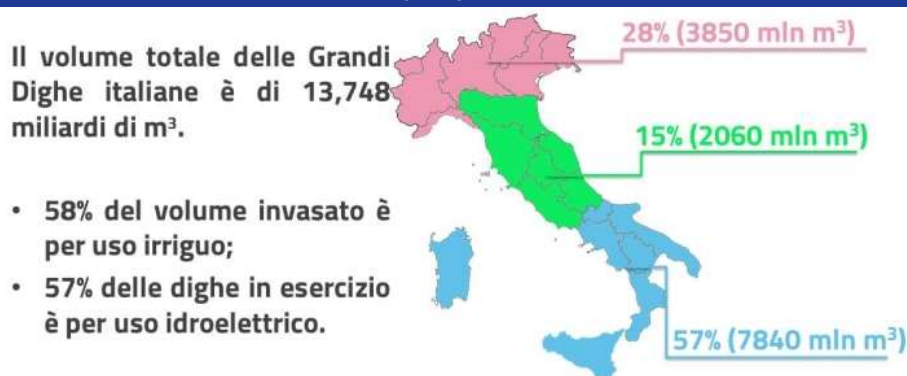 Il volume totale delle Grandi
Dighe italiane è di 13,748
miliardi di m³.
• 58% del volume invasato è
per uso irriguo;
• 57% delle dighe in esercizio
è per uso idroelettrico.
28% (3850 mln m³)
15% (2060 mln m³)
57% (7840 mln m³)